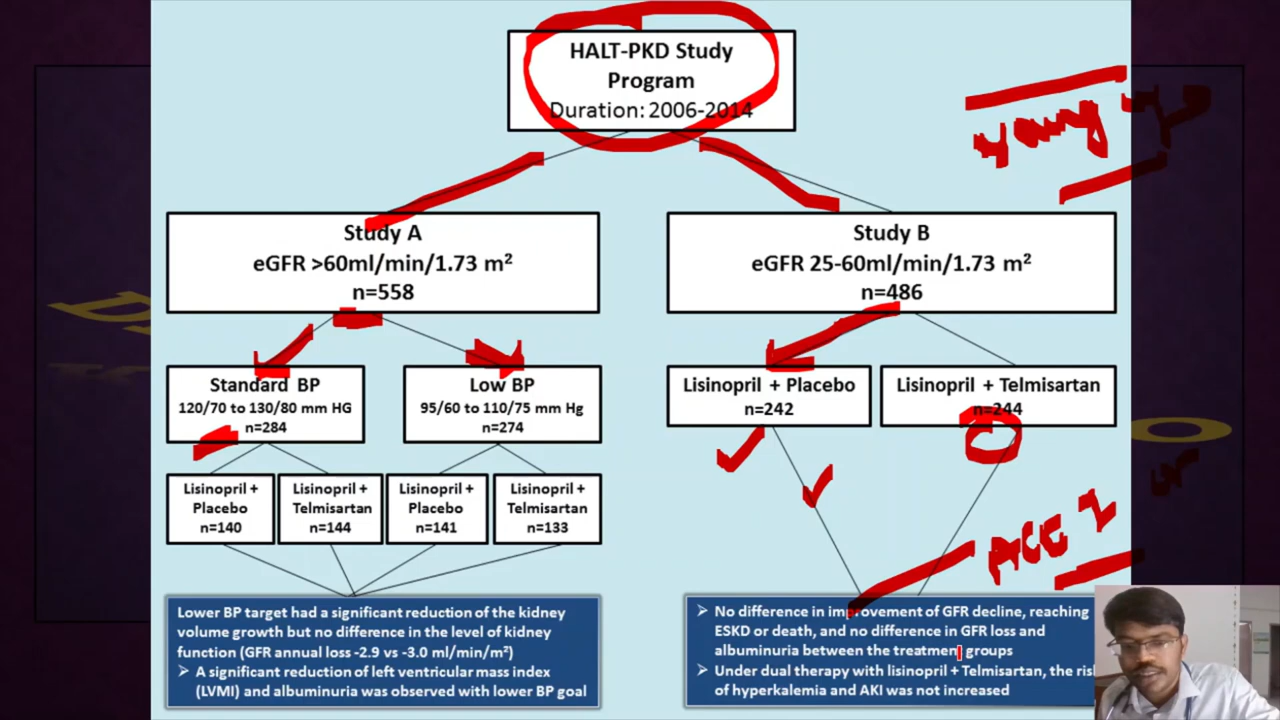 HALT-PKD Study
Program
Duration: 2006-2014
young
Study A
eGFR >60ml/min/1.73 m²
n=558
Study B
eGFR 25-60ml/min/1.73 m²
n=486
Standard BP
120/70 to 130/80 mm HG
n=284
Low BP
95/60 to 110/75 mm Hg
n=274
Lisinopril + Placebo
n=242
Lisinopril + Telmisartan
n=244
Lisinopril +
Placebo
n=140
Lisinopril +
Telmisartan
n=144
Lisinopril +
Placebo
n=141
Lisinopril +
Telmisartan
n=133
ACE
Lower BP target had a significant reduction of the kidney
volume growth but no difference in the level of kidney
function (GFR annual loss -2.9 vs -3.0 ml/min/m²)
➢ A significant reduction of left ventricular mass index
(LVMI) and albuminuria was observed with lower BP goal
➢ No difference in improvement of GFR decline, reaching
ESKD or death, and no difference in GFR loss and
albuminuria between the treatment groups
➢ Under dual therapy with lisinopril + Telmisartan, the
of hyperkalemia and AKI was not increased